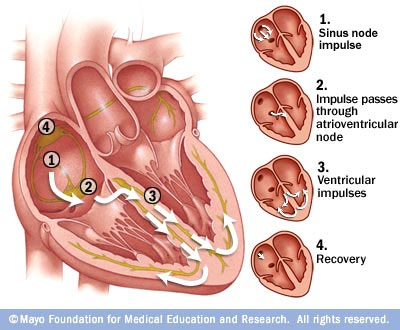 4
1
2
3
1.
Sinus node
impulse
2.
Impulse passes
through
atrioventricular
node
3.
Ventricular
impulses
4.
Recovery
© Mayo Foundation for Medical Education and Research. All rights reserved.